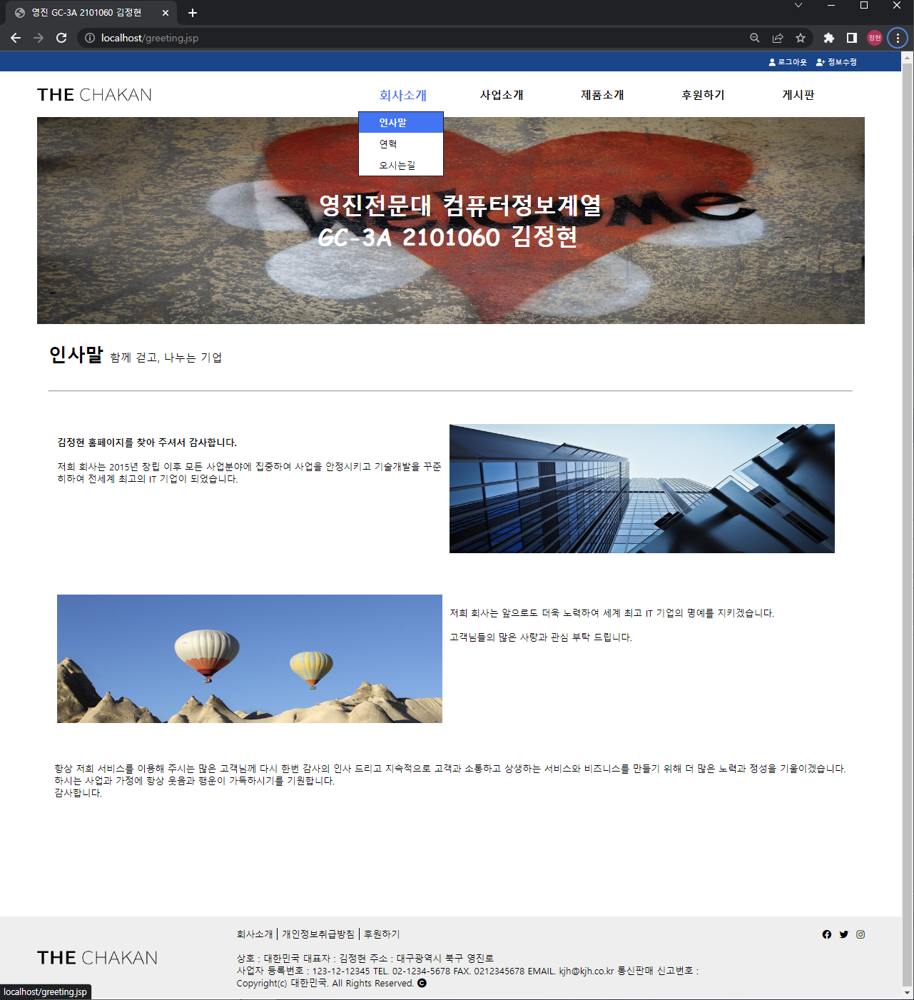 영진 GC-3A 2101060 김정현
localhost/greeting.jsp
정현
로그아웃 정보수정
THE CHAKAN
회사소개 사업소개 제품소개 후원하기 게시판
인사말
연혁
오시는길
Welcome
영진전문대 컴퓨터정보계열
GC-3A 2101060 김정현
인사말 함께 걷고, 나누는 기업
김정현 홈페이지를 찾아 주셔서 감사합니다.
저희 회사는 2015년 창립 이후 모든 사업분야에 집중하여 사업을 안정시키고 기술개발을 꾸준
히하여 전세계 최고의 IT 기업이 되었습니다.
저희 회사는 앞으로도 더욱 노력하여 세계 최고 IT 기업의 명예를 지키겠습니다.
고객님들의 많은 사랑과 관심 부탁 드립니다.
항상 저희 서비스를 이용해 주시는 많은 고객님께 다시 한번 감사의 인사 드리고 지속적으로 고객과 소통하고 상생하는 서비스와 비즈니스를 만들기 위해 더 많은 노력과 정성을 기울이겠습니다.
하시는 사업과 가정에 항상 웃음과 행운이 가득하시기를 기원합니다.
감사합니다.
회사소개 | 개인정보취급방침 | 후원하기
THE CHAKAN
상호 : 대한민국 대표자 : 김정현 주소 : 대구광역시 북구 영진로
사업자 등록번호 : 123-12-12345 TEL. 02-1234-5678 FAX. 0212345678 EMAIL. kjh@kjh.co.kr 통신판매 신고번호 :
Copyright(c) 대한민국. All Rights Reserved.
localhost/greeting.jsp